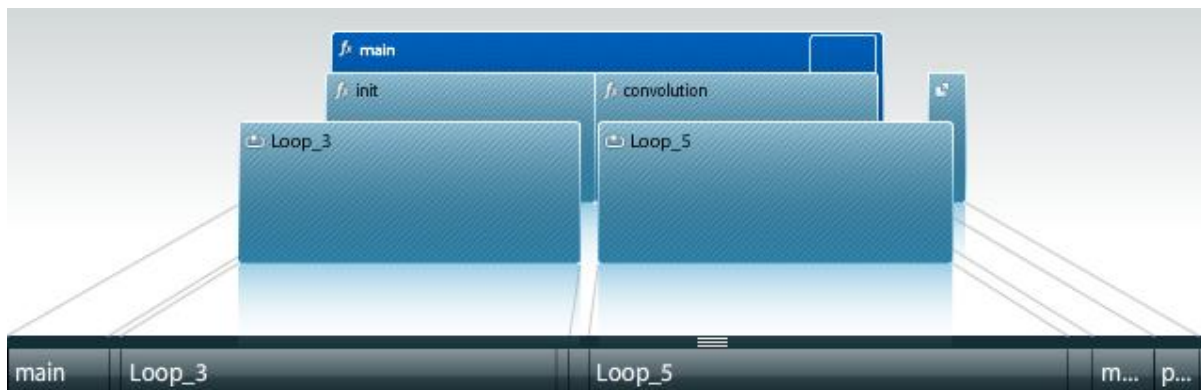 main
init
convolution
Loop_3
Loop_5
main Loop_3 Loop_5 m... p...